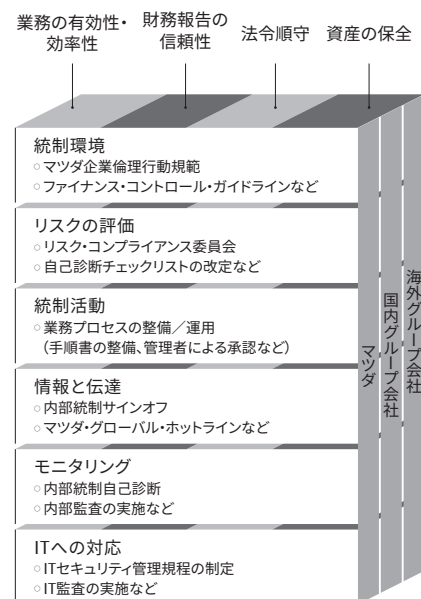 業務の有効性・
効率性
財務報告の
信頼性
法令順守
資産の保全
統制環境
○マツダ企業倫理行動規範
○ファイナンス・コントロール・ガイドラインなど
リスクの評価
○リスク・コンプライアンス委員会
○自己診断チェックリストの改定など
統制活動
○業務プロセスの整備／運用
（手順書の整備、管理者による承認など）
情報と伝達
○内部統制サインオフ
○マツダ・グローバル・ホットラインなど
モニタリング
○内部統制自己診断
○内部監査の実施など
ITへの対応
○ITセキュリティ管理規程の制定
○IT監査の実施など
マツダ
国内グループ会社
海外グループ会社